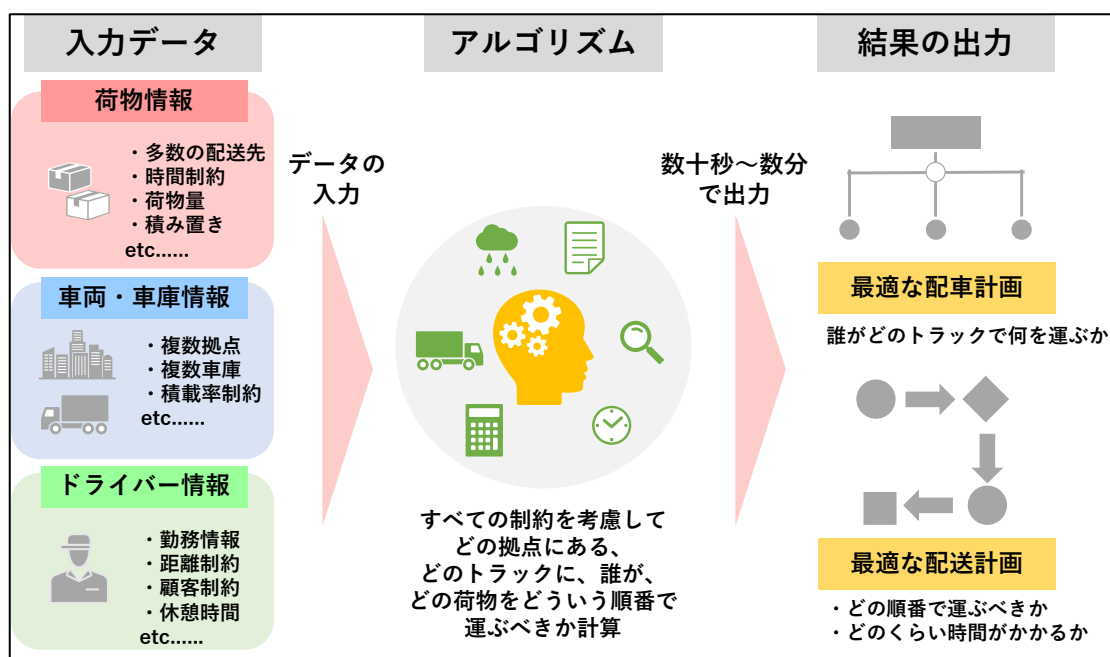 入力データ
荷物情報
・多数の配送先
・時間制約
・荷物量
・積み置き
etc......
車両・車庫情報
・複数拠点
・複数車庫
・積載率制約
etc......
ドライバー情報
・勤務情報
・距離制約
・顧客制約
・休憩時間
etc......
データの
入力
アルゴリズム
すべての制約を考慮して
どの拠点にある、
どのトラックに、誰が、
どの荷物をどういう順番で
運ぶべきか計算
数十秒～数分
で出力
結果の出力
最適な配車計画
誰がどのトラックで何を運ぶか
最適な配送計画
・どの順番で運ぶべきか
・どのくらい時間がかかるか